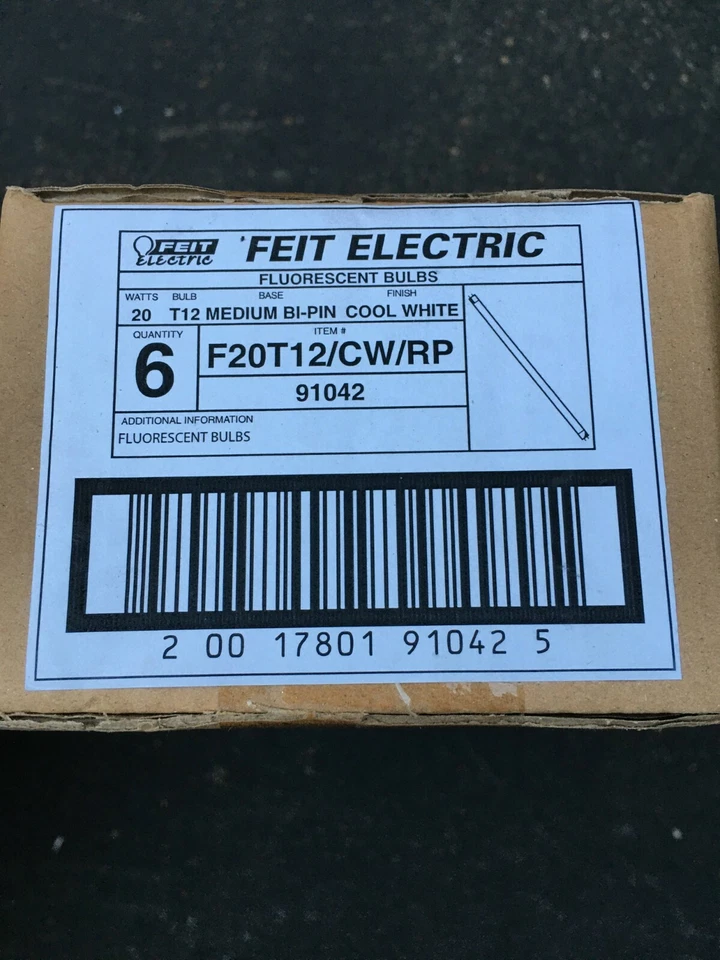 FEIT Electric
FEIT ELECTRIC
FLUORESCENT BULBS
WATTS BULB BASE FINISH
20 T12 MEDIUM BI-PIN COOL WHITE
QUANTITY
6
ITEM #
F20T12/CW/RP
91042
ADDITIONAL INFORMATION
FLUORESCENT BULBS
2 00 17801 91042 5